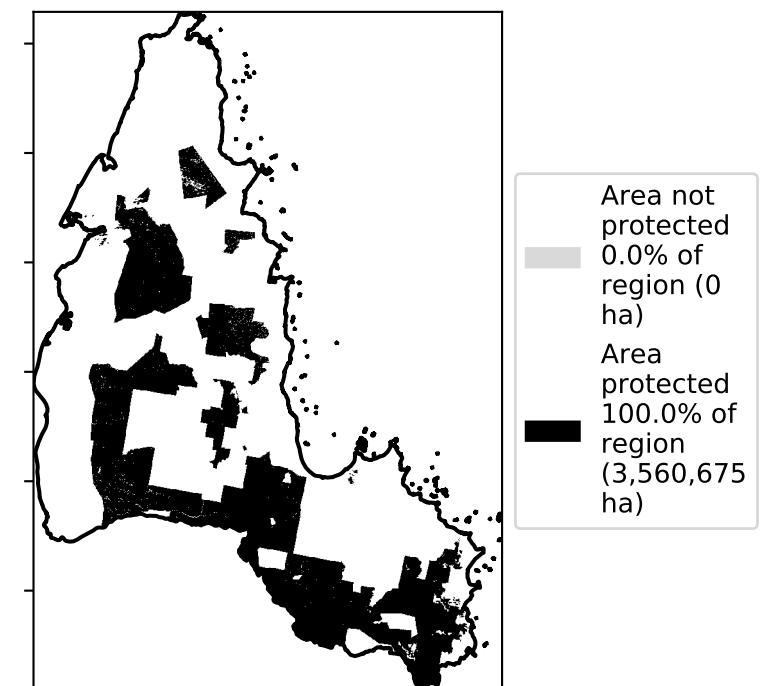 Area not
protected
0.0% of
region (0
ha)
Area
protected
100.0% of
region
(3,560,675
ha)